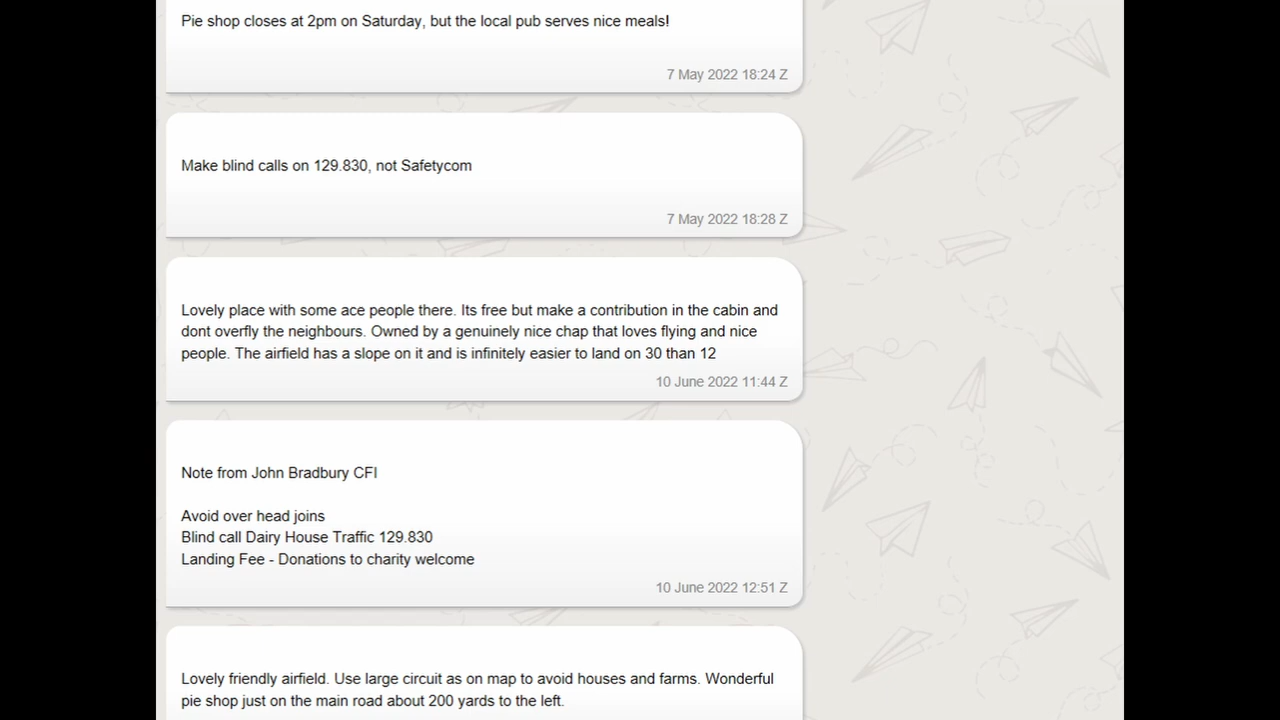 Pie shop closes at 2pm on Saturday, but the local pub serves nice meals!
7 May 2022 18:24 Z
Make blind calls on 129.830, not Safetycom
7 May 2022 18:28 Z
Lovely place with some ace people there. Its free but make a contribution in the cabin and
dont overfly the neighbours. Owned by a genuinely nice chap that loves flying and nice
people. The airfield has a slope on it and is infinitely easier to land on 30 than 12
10 June 2022 11:44 Z
Note from John Bradbury CFI
Avoid over head joins
Blind call Dairy House Traffic 129.830
Landing Fee - Donations to charity welcome
10 June 2022 12:51 Z
Lovely friendly airfield. Use large circuit as on map to avoid houses and farms. Wonderful
pie shop just on the main road about 200 yards to the left.